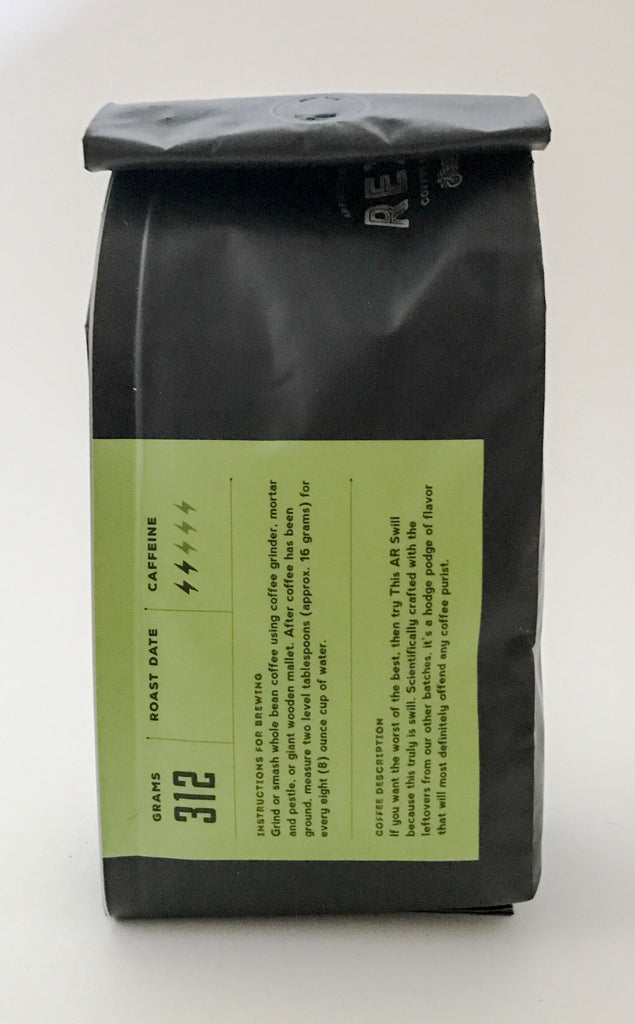 GRAMS
312
ROAST DATE
CAFFEINE
INSTRUCTIONS FOR BREWING
Grind or smash whole bean coffee using coffee grinder, mortar
and pestle, or giant wooden mallet. After coffee has been
ground, measure two level tablespoons (approx. 16 grams) for
every eight (8) ounce cup of water.
COFFEE DESCRIPTION
If you want the worst of the best, then try This AR Swill
because this truly is swill. Scientifically crafted with the
leftovers from our other batches, it's a hodge podge of flavor
that will most definitely offend any coffee purist.